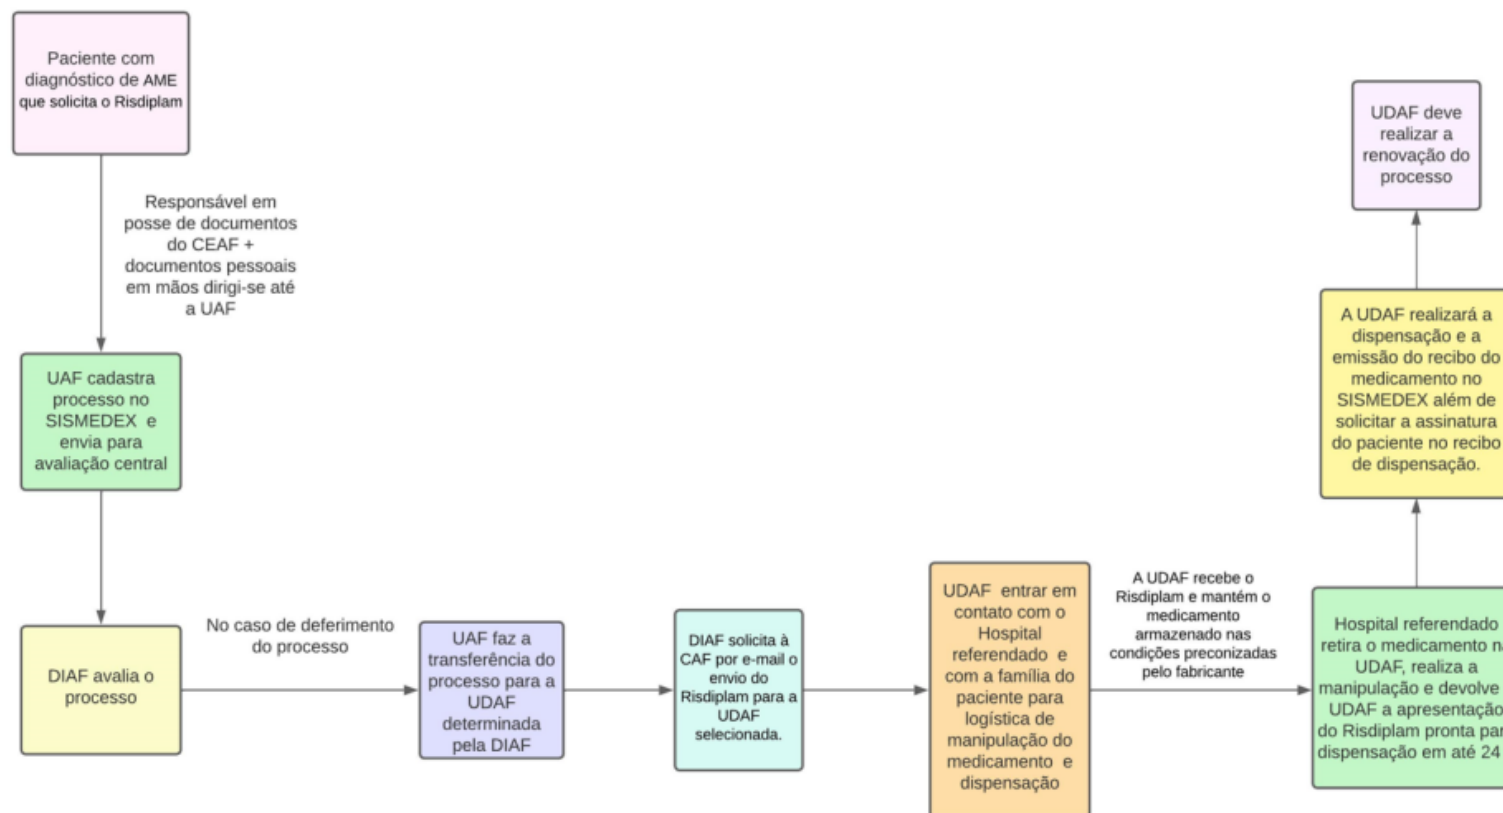 Paciente com
diagnóstico de AME
que solicita o Risdiplam
Responsável em
posse de documentos
do CEAF +
documentos pessoais
em mãos dirigi-se até
a UAF
UAF cadastra
processo no
SISMEDEX e
envia para
avaliação central
DIAF avalia o
processo
No caso de deferimento
do processo
UAF faz a
transferência do
processo para a
UDAF
determinada
pela DIAF
DIAF solicita à
CAF por e-mail o
envio do
Risdiplam para a
UDAF
selecionada.
UDAF entrar em
contato com o
Hospital
referendado e
com a família do
paciente para
logística de
manipulação do
medicamento e
dispensação
A UDAF recebe o
Risdiplam e mantém o
medicamento
armazenado nas
condições preconizadas
pelo fabricante
Hospital referendado
retira o medicamento
UDAF, realiza a
manipulação e devolve
UDAF a apresentação
do Risdiplam pronta
dispensação em até 24
A UDAF realizará a
dispensação e a
emissão do recibo do
medicamento no
SISMEDEX além de
solicitar a assinatura
do paciente no recibo
de dispensação.
UDAF deve
realizar a
renovação do
processo